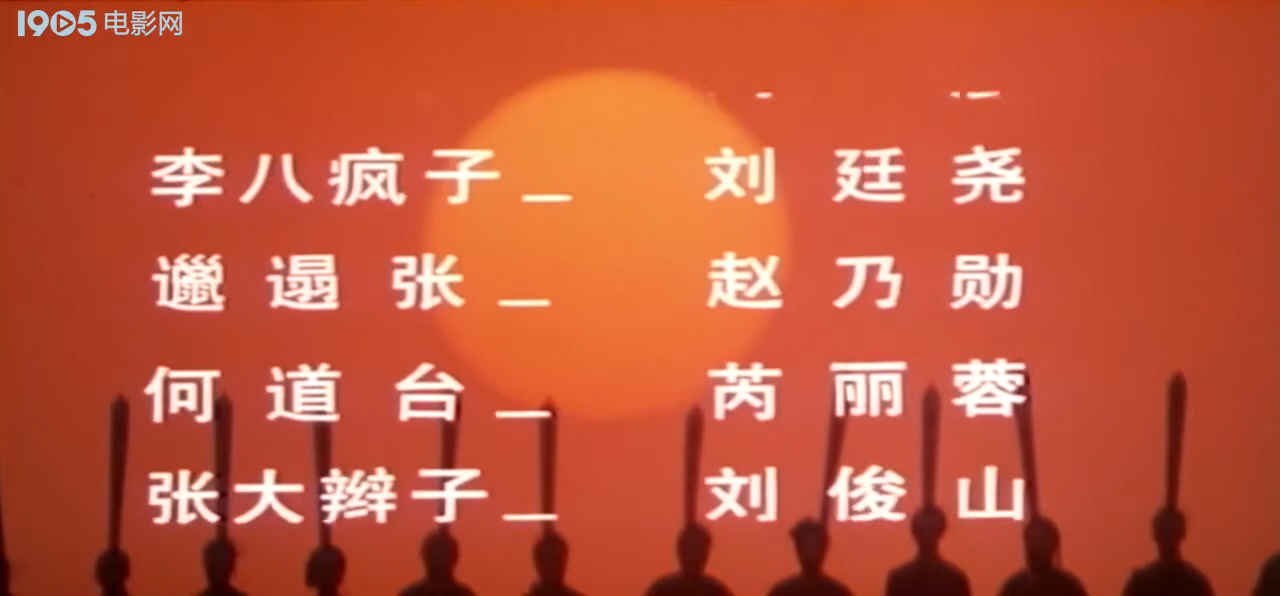 1905电影网
李八疯子_ 刘廷尧
邋遢张_ 赵乃勋
何道台_ 芮丽蓉
张大辫子_ 刘俊山